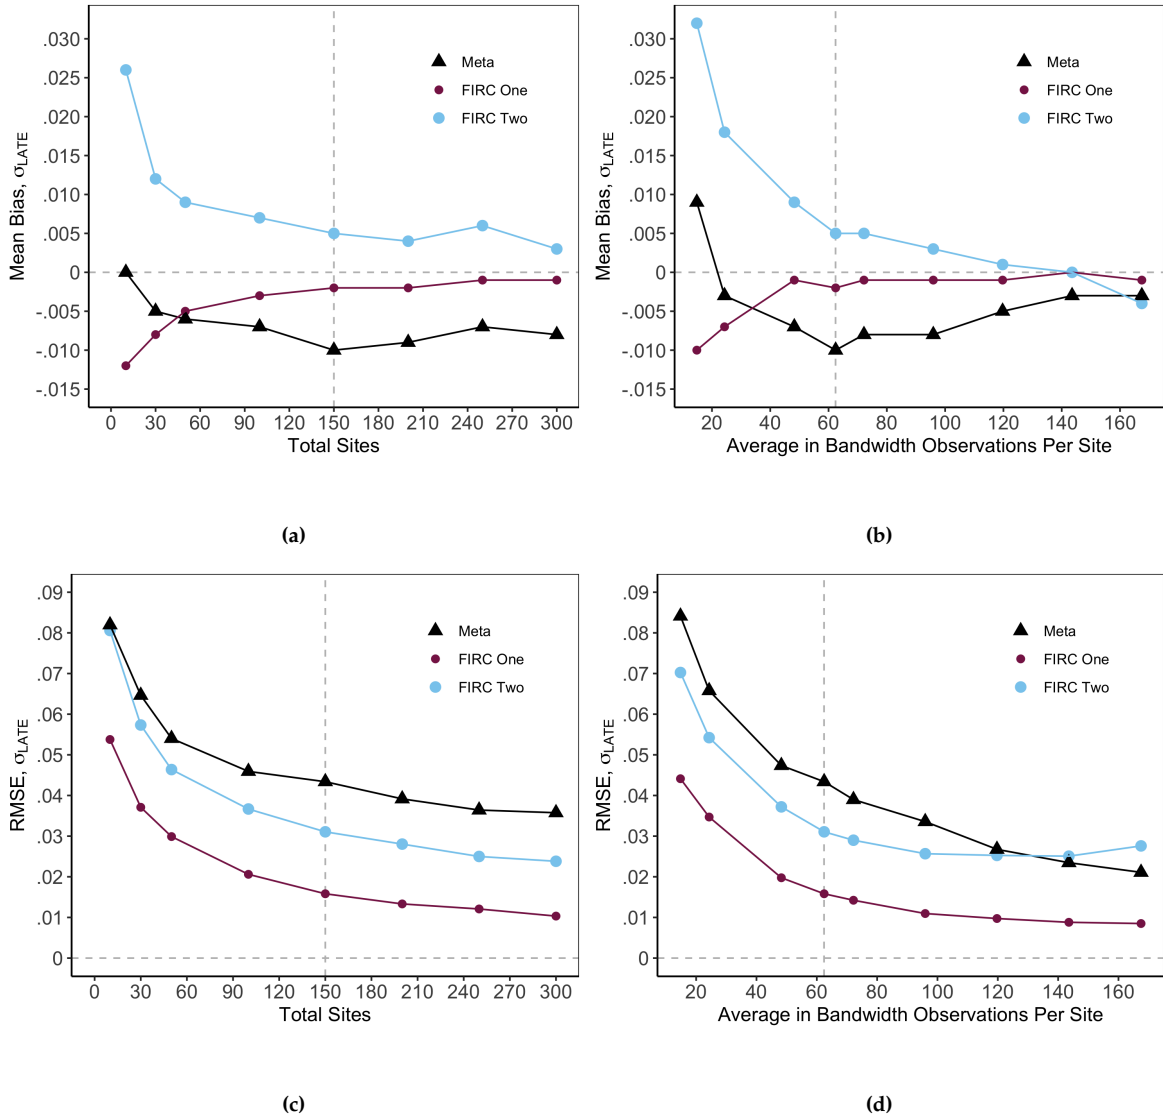 .030
.025
.020
.015
.010
.005
0
-.005
-.010
-.015
Mean Bias, σLATE
Meta
FIRC One
FIRC Two
0 30 60 90 120 150 180 210 240 270 300
Total Sites
(a)
.030
.025
.020
.015
.010
.005
0
-.005
-.010
-.015
Mean Bias, σLATE
Meta
FIRC One
FIRC Two
20 40 60 80 100 120 140 160
Average in Bandwidth Observations Per Site
(b)
.09
.08
.07
.06
.05
.04
.03
.02
.01
0
RMSE, σLATE
Meta
FIRC One
FIRC Two
0 30 60 90 120 150 180 210 240 270 300
Total Sites
(c)
.09
.08
.07
.06
.05
.04
.03
.02
.01
0
RMSE, σLATE
Meta
FIRC One
FIRC Two
20 40 60 80 100 120 140 160
Average in Bandwidth Observations Per Site
(d)